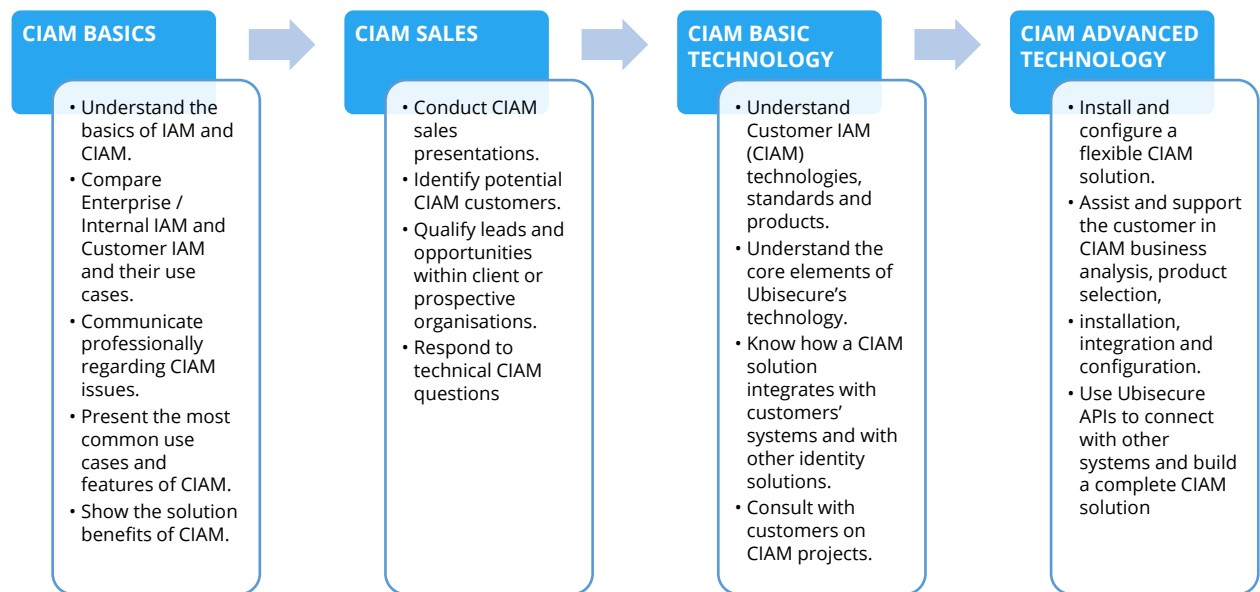 CIAM BASICS
• Understand the
basics of IAM and
CIAM.
• Compare
Enterprise /
Internal IAM and
Customer IAM
and their use
cases.
• Communicate
professionally
regarding CIAM
issues.
• Present the most
common use
cases and
features of CIAM.
• Show the solution
benefits of CIAM.
CIAM SALES
• Conduct CIAM
sales
presentations.
• Identify potential
CIAM customers.
• Qualify leads and
opportunities
within client or
prospective
organisations.
• Respond to
technical CIAM
questions
CIAM BASIC
TECHNOLOGY
• Understand
Customer IAM
(CIAM)
technologies,
standards and
products.
• Understand the
core elements of
Ubisecure’s
technology.
• Know how a CIAM
solution
integrates with
customers’
systems and with
other identity
solutions.
• Consult with
customers on
CIAM projects.
CIAM ADVANCED
TECHNOLOGY
• Install and
configure a
flexible CIAM
solution.
• Assist and support
the customer in
CIAM business
analysis, product
selection,
• installation,
integration and
configuration.
• Use Ubisecure
APIs to connect
with other
systems and build
a complete CIAM
solution